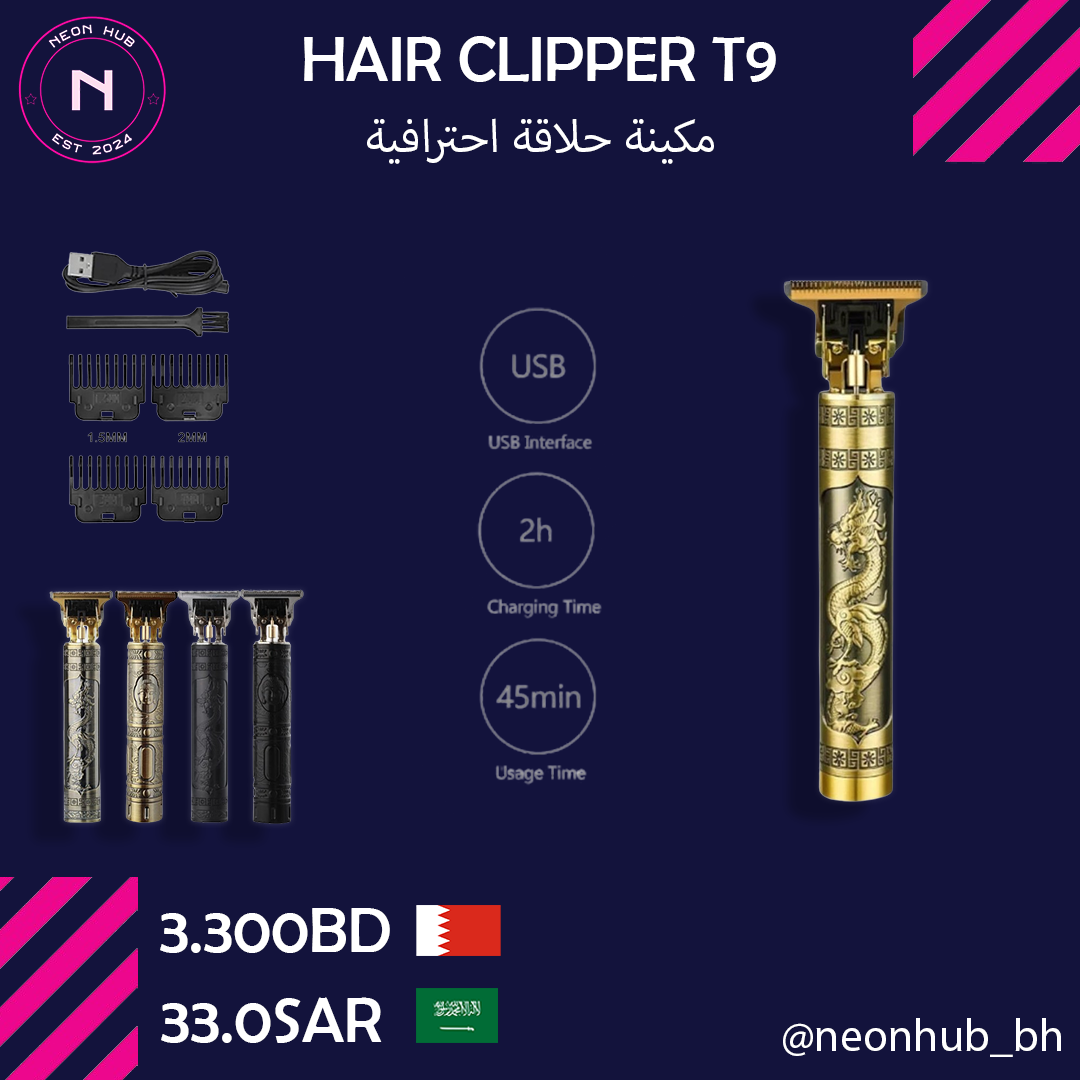 NEON HUB
N
EST 2024
HAIR CLIPPER T9
مكينة حلاقة احترافية
1.5MM 2MM
USB
USB Interface
2h
Charging Time
45min
Usage Time
3.300BD
33.0SAR
@neonhub_bh